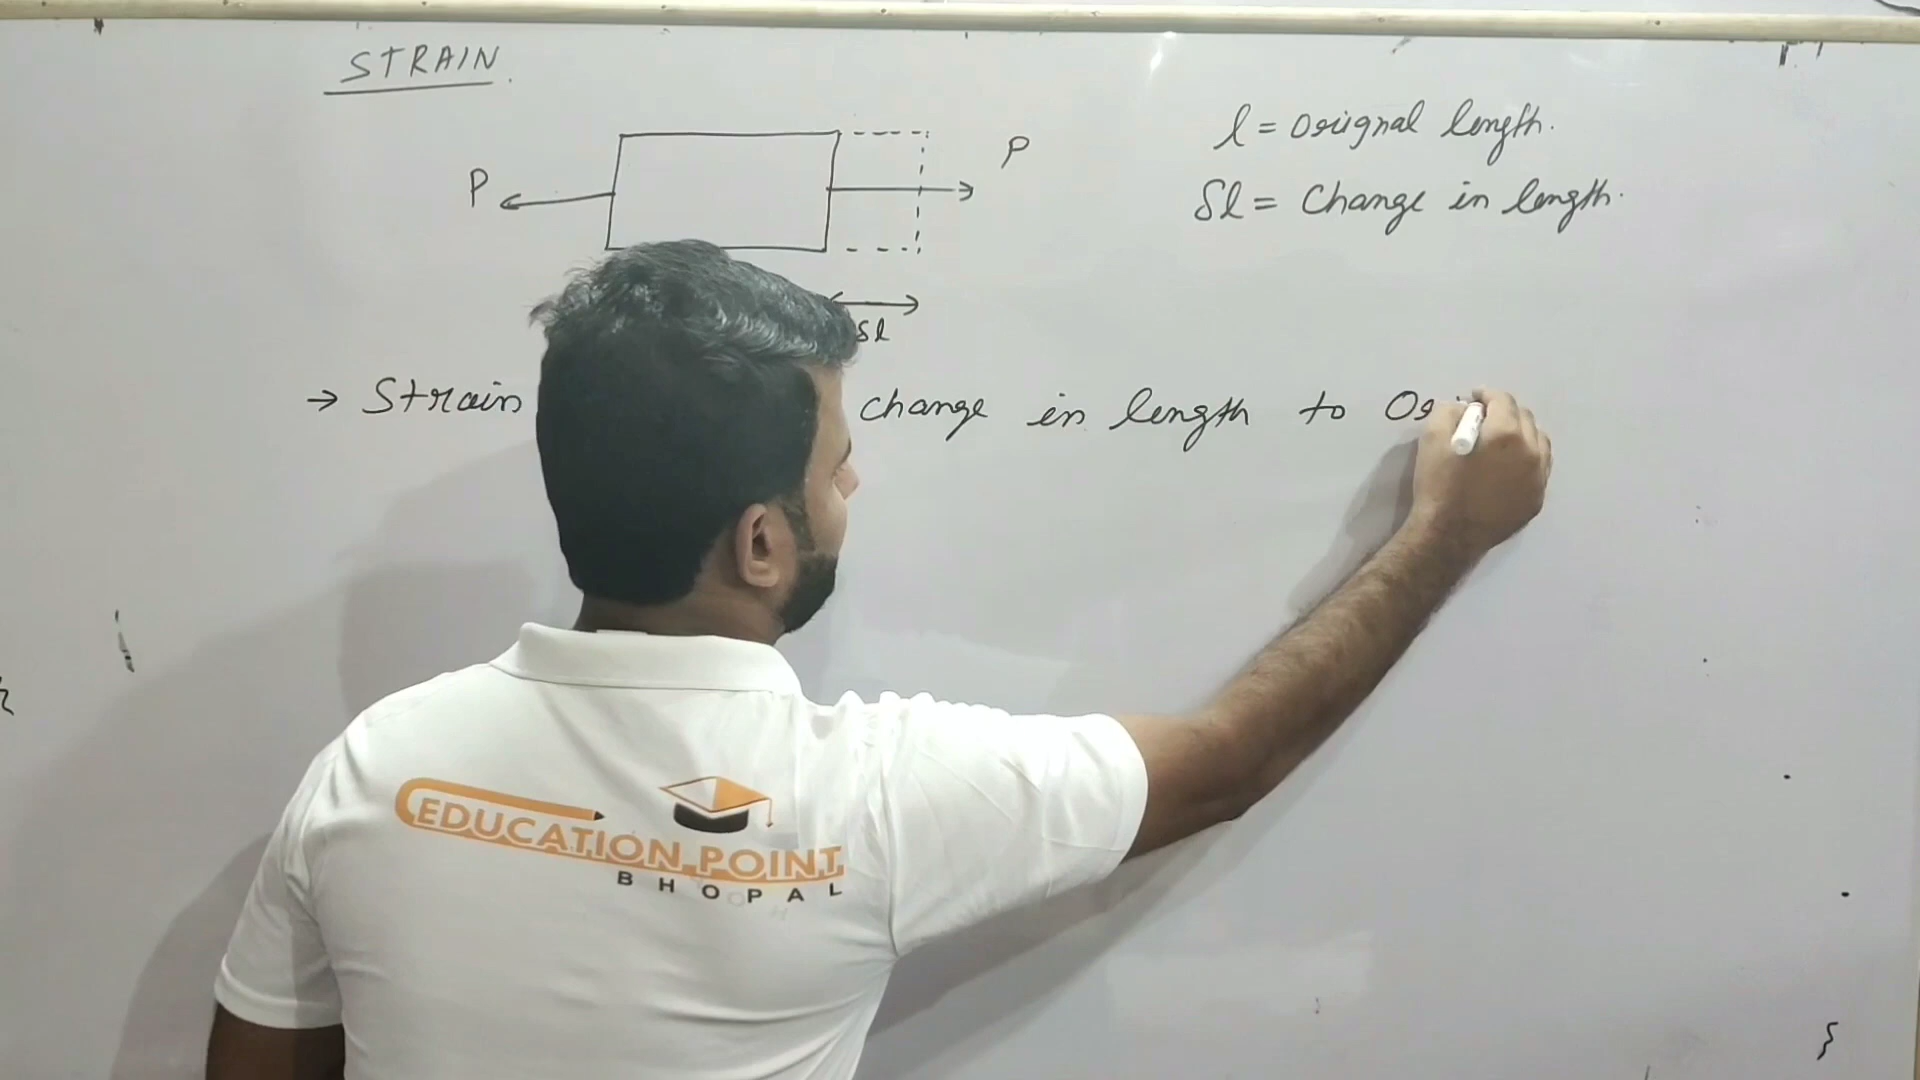 STRAIN.
P
P
l = Orignal length.
δl = Change in length.
δl
→ Strain change in length to
EDUCATION POINT
BHOPAL